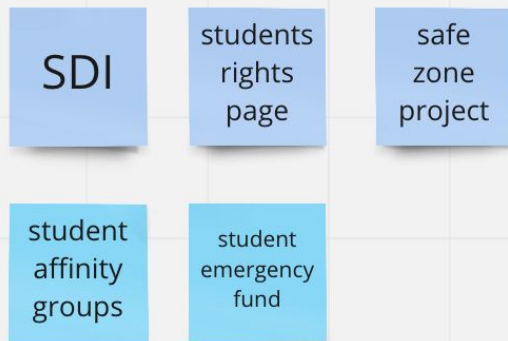 SDI
students
rights
page
safe
zone
project
student
affinity
groups
student
emergency
fund